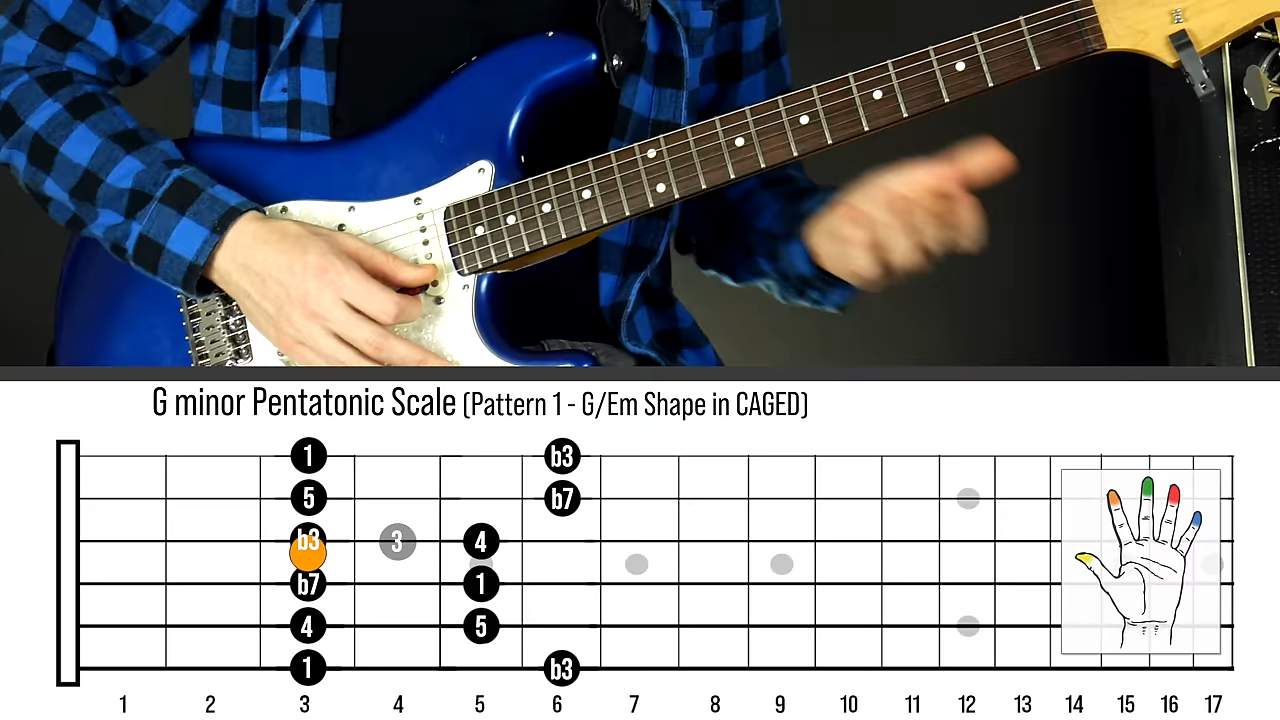 G minor Pentatonic Scale (Pattern 1 - G/Em Shape in CAGED)
1 b3
5 b7
b3 3 4
b7 1
4 5
1 b3
1 2 3 4 5 6 7 8 9 10 11 12 13 14 15 16 17